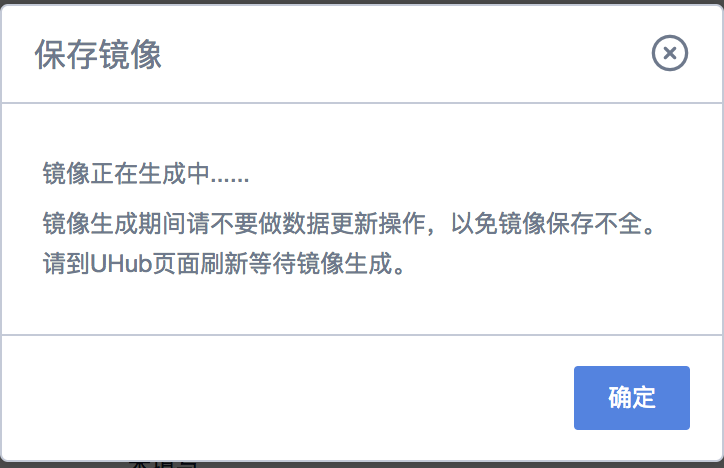 保存镜像
镜像正在生成中......
镜像生成期间请不要做数据更新操作，以免镜像保存不全。
请到UHub页面刷新等待镜像生成。
确定